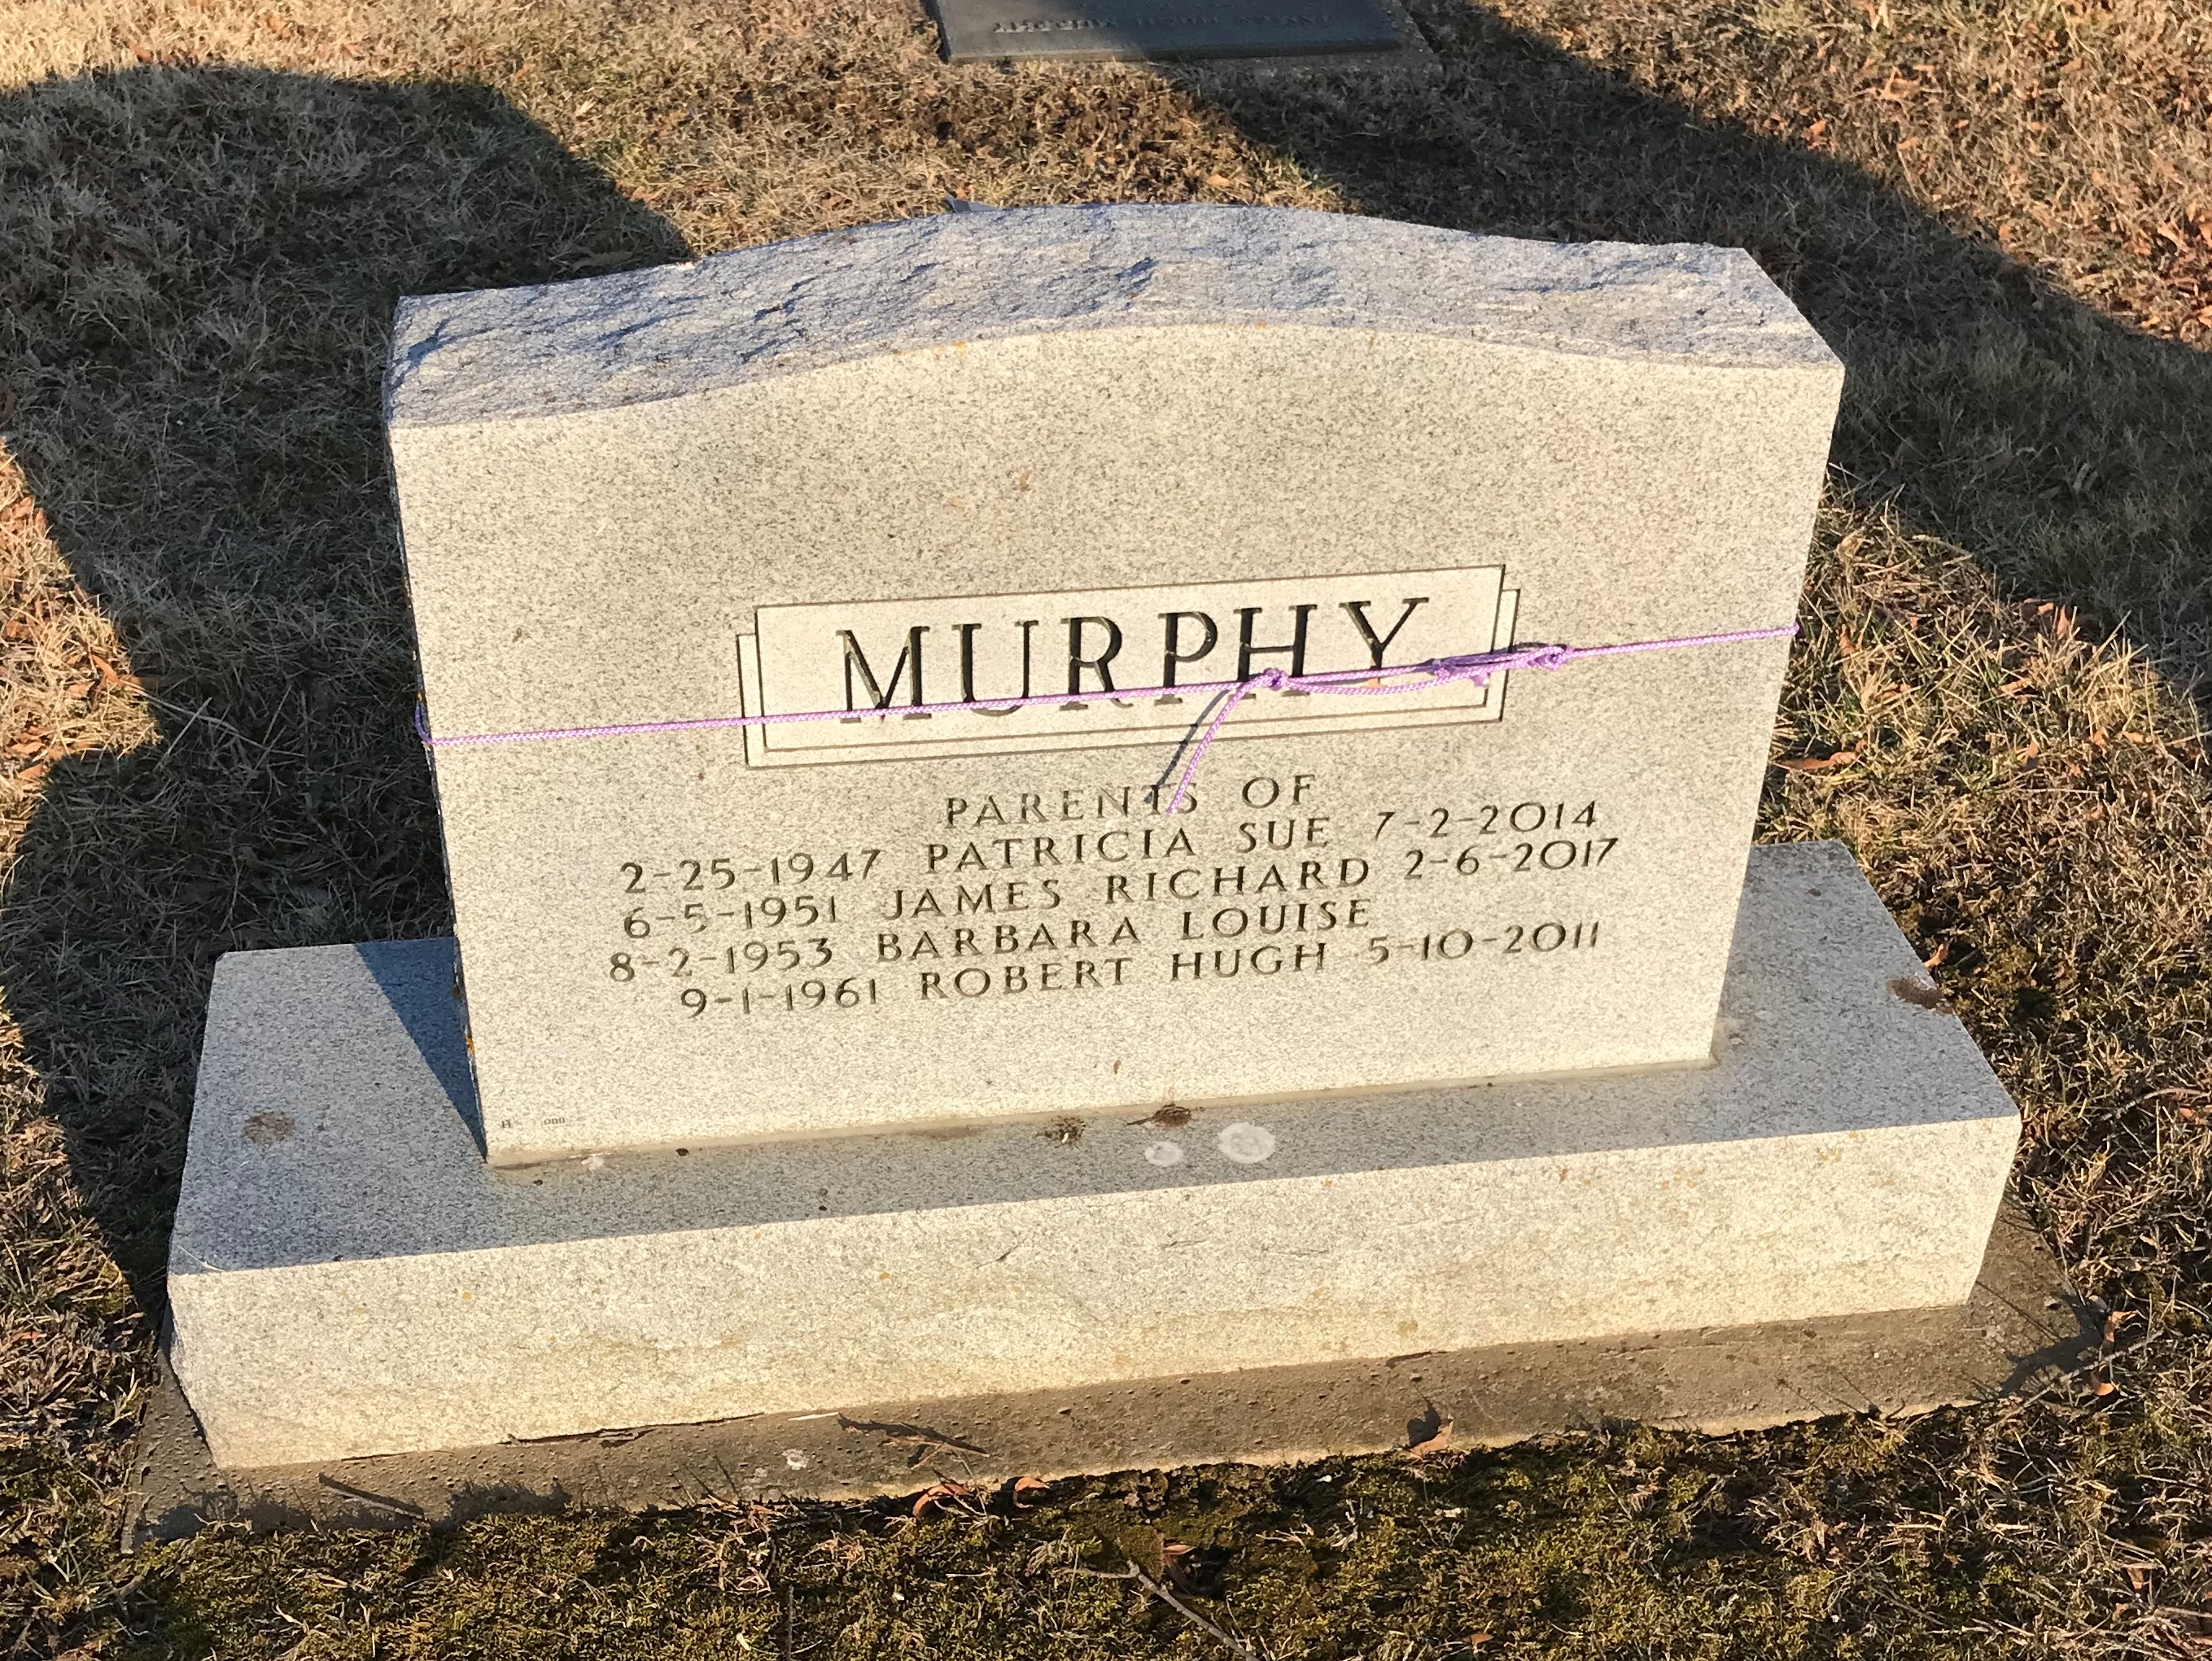 MURPHY
PARENTS OF
2-25-1947 PATRICIA SUE 7-2-2014
6-5-1951 JAMES RICHARD 2-6-2017
8-2-1953 BARBARA LOUISE
9-1-1961 ROBERT HUGH 5-10-2011